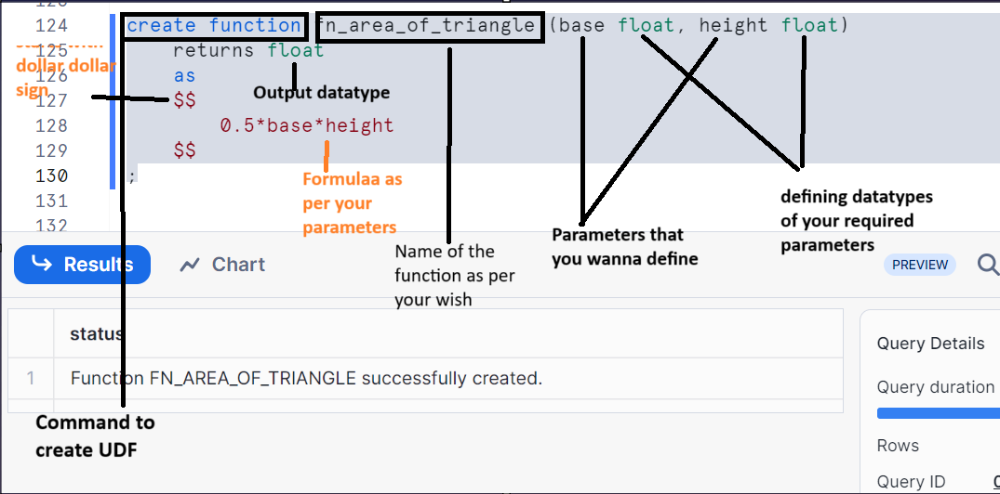 124 create function fn_area_of_triangle (base float, height float)
125 returns float
126 as
dollar dollar
sign
127 $$
Output datatype
128 0.5*base*height
129 $$
130 ;
131
132
Formulaa as
per your
parameters
Name of the
function as per
your wish
Parameters that
you wanna define
defining datatypes
of your required
parameters
Results
Chart
PREVIEW
status
1 Function FN_AREA_OF_TRIANGLE successfully created.
Command to
create UDF
Query Details
Query duration
Rows
Query ID